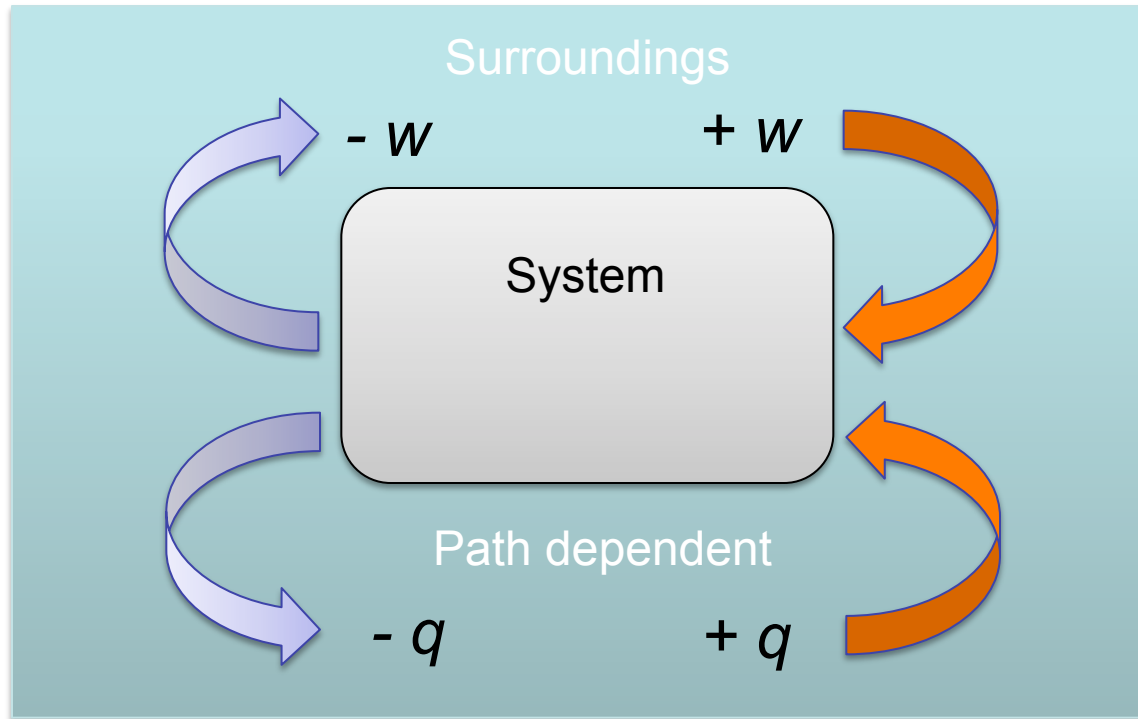 Surroundings
- w + w
System
Path dependent
- q + q